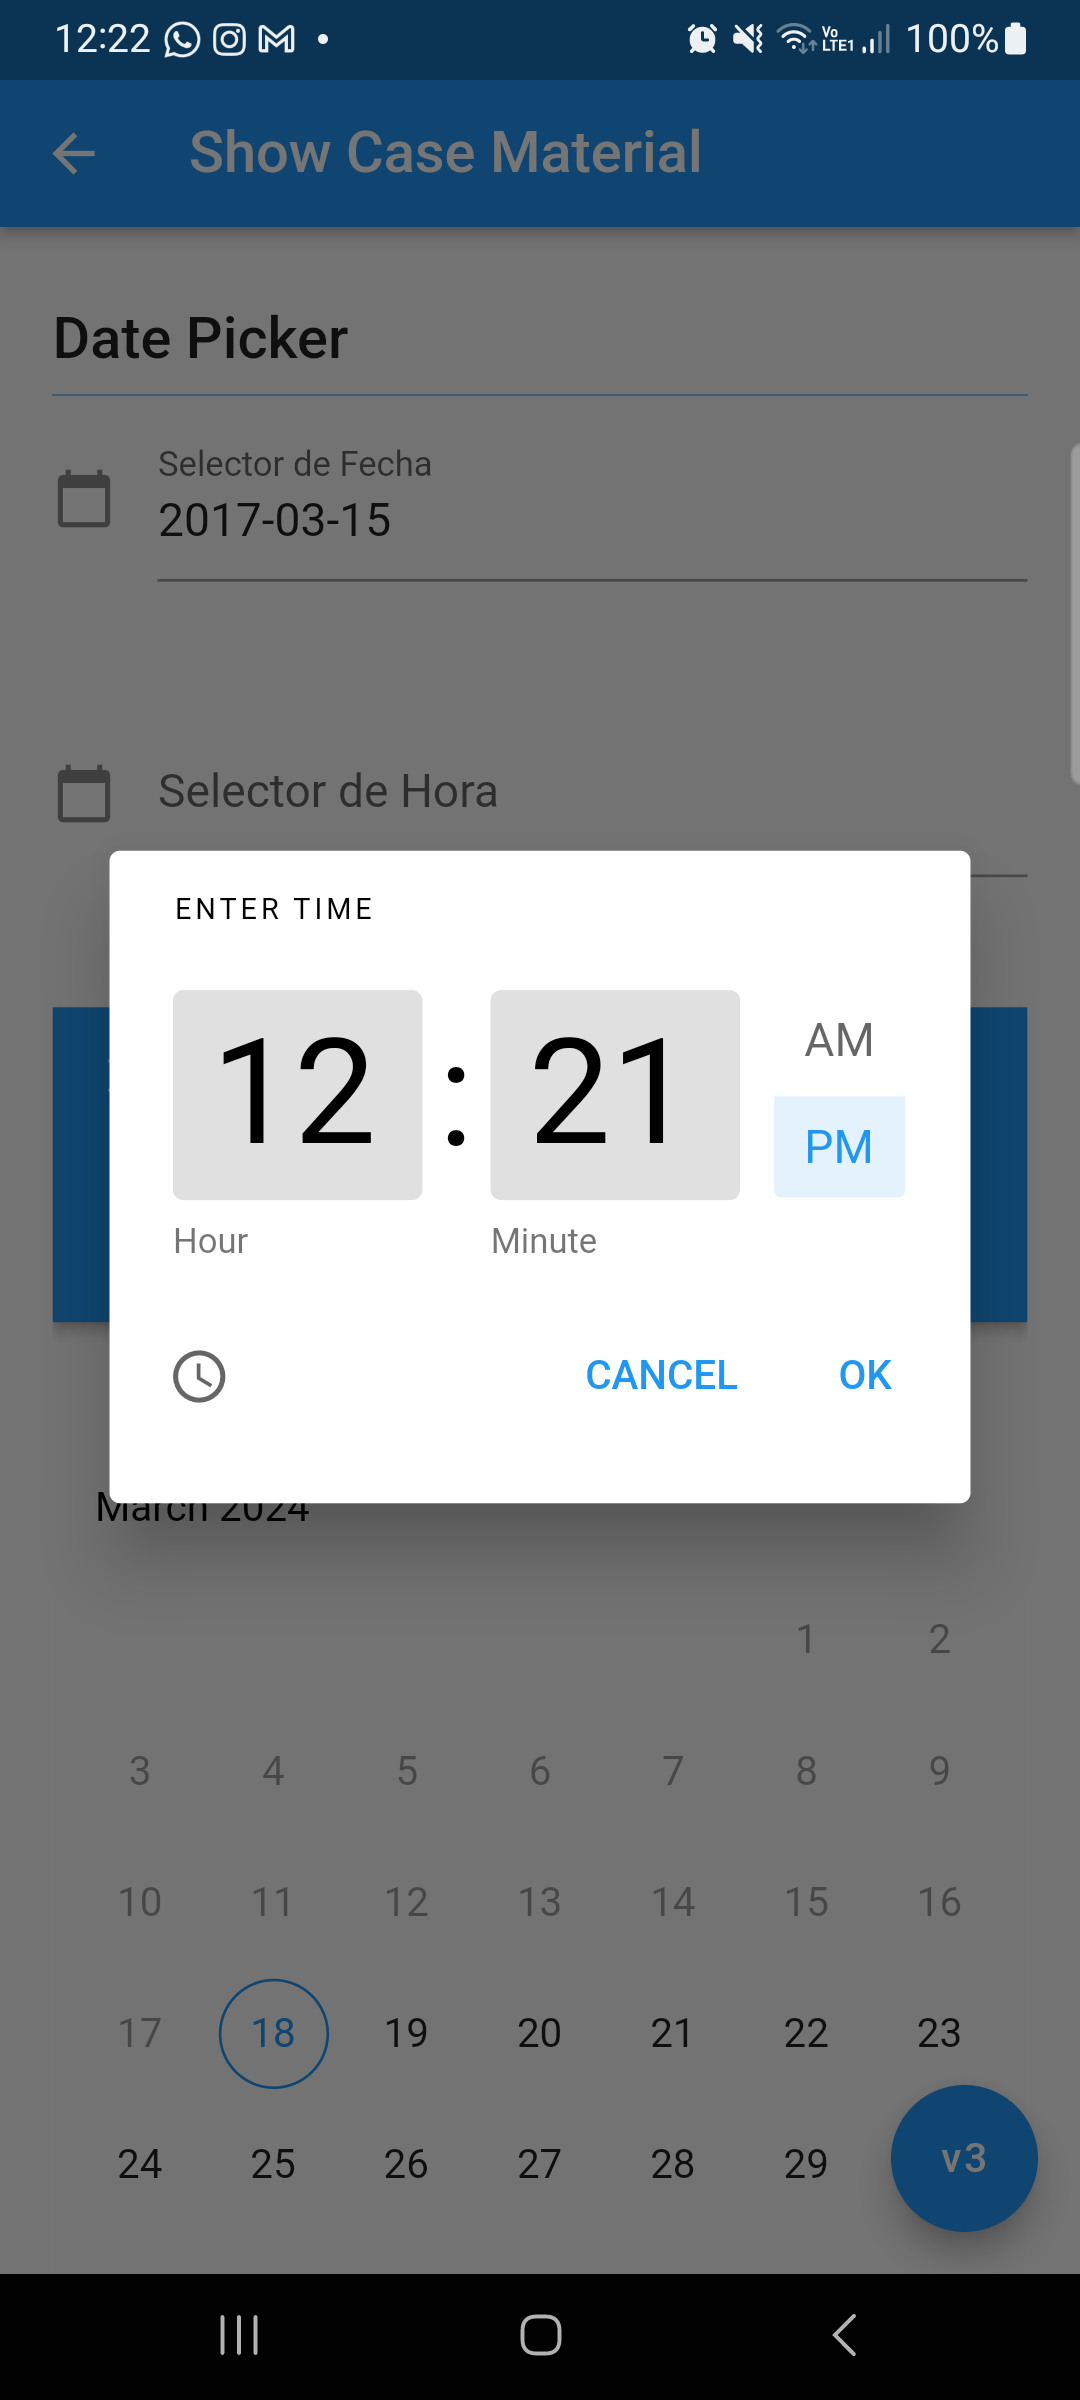 12:22 Vo LTE1 100%
Show Case Material
Date Picker
Selector de Fecha
2017-03-15
Selector de Hora
ENTER TIME
12 : 21
AM
PM
Hour Minute
CANCEL OK
March 2024
1 2
3 4 5 6 7 8 9
10 11 12 13 14 15 16
17 18 19 20 21 22 23
24 25 26 27 28 29
v3